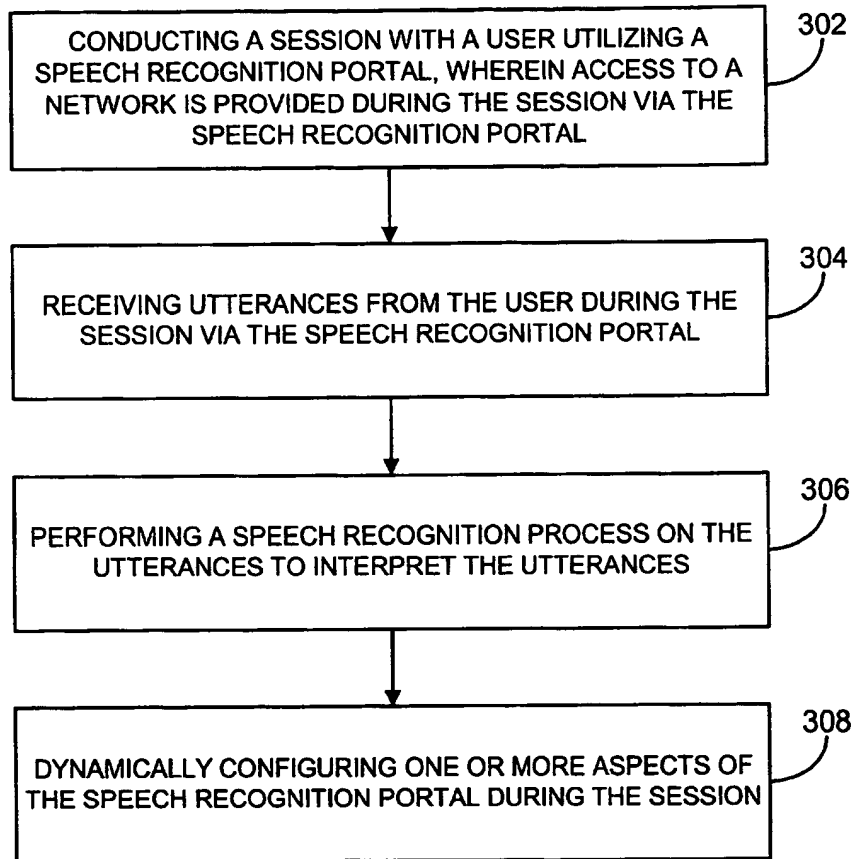 302
CONDUCTING A SESSION WITH A USER UTILIZING A
SPEECH RECOGNITION PORTAL, WHEREIN ACCESS TO A
NETWORK IS PROVIDED DURING THE SESSION VIA THE
SPEECH RECOGNITION PORTAL
304
RECEIVING UTTERANCES FROM THE USER DURING THE
SESSION VIA THE SPEECH RECOGNITION PORTAL
306
PERFORMING A SPEECH RECOGNITION PROCESS ON THE
UTTERANCES TO INTERPRET THE UTTERANCES
308
DYNAMICALLY CONFIGURING ONE OR MORE ASPECTS OF
THE SPEECH RECOGNITION PORTAL DURING THE SESSION